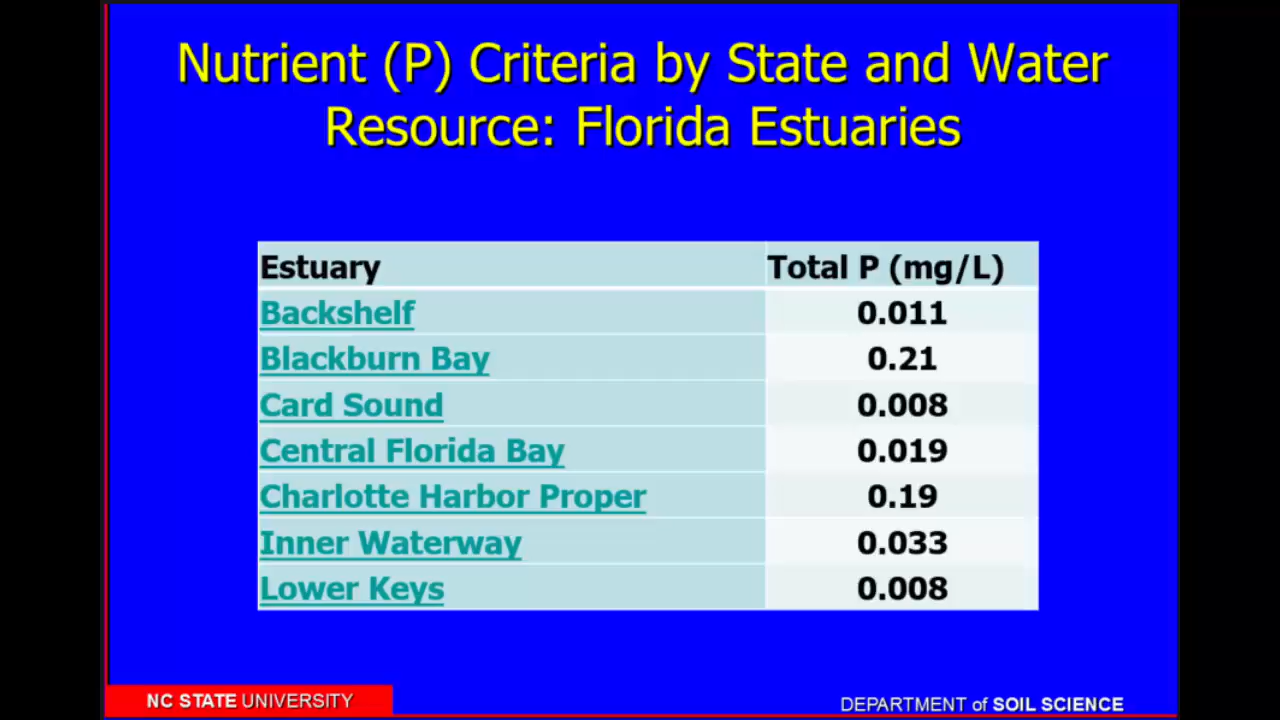 Nutrient (P) Criteria by State and Water
Resource: Florida Estuaries
Estuary Total P (mg/L)
Backshelf 0.011
Blackburn Bay 0.21
Card Sound 0.008
Central Florida Bay 0.019
Charlotte Harbor Proper 0.19
Inner Waterway 0.033
Lower Keys 0.008
NC STATE UNIVERSITY
DEPARTMENT of SOIL SCIENCE